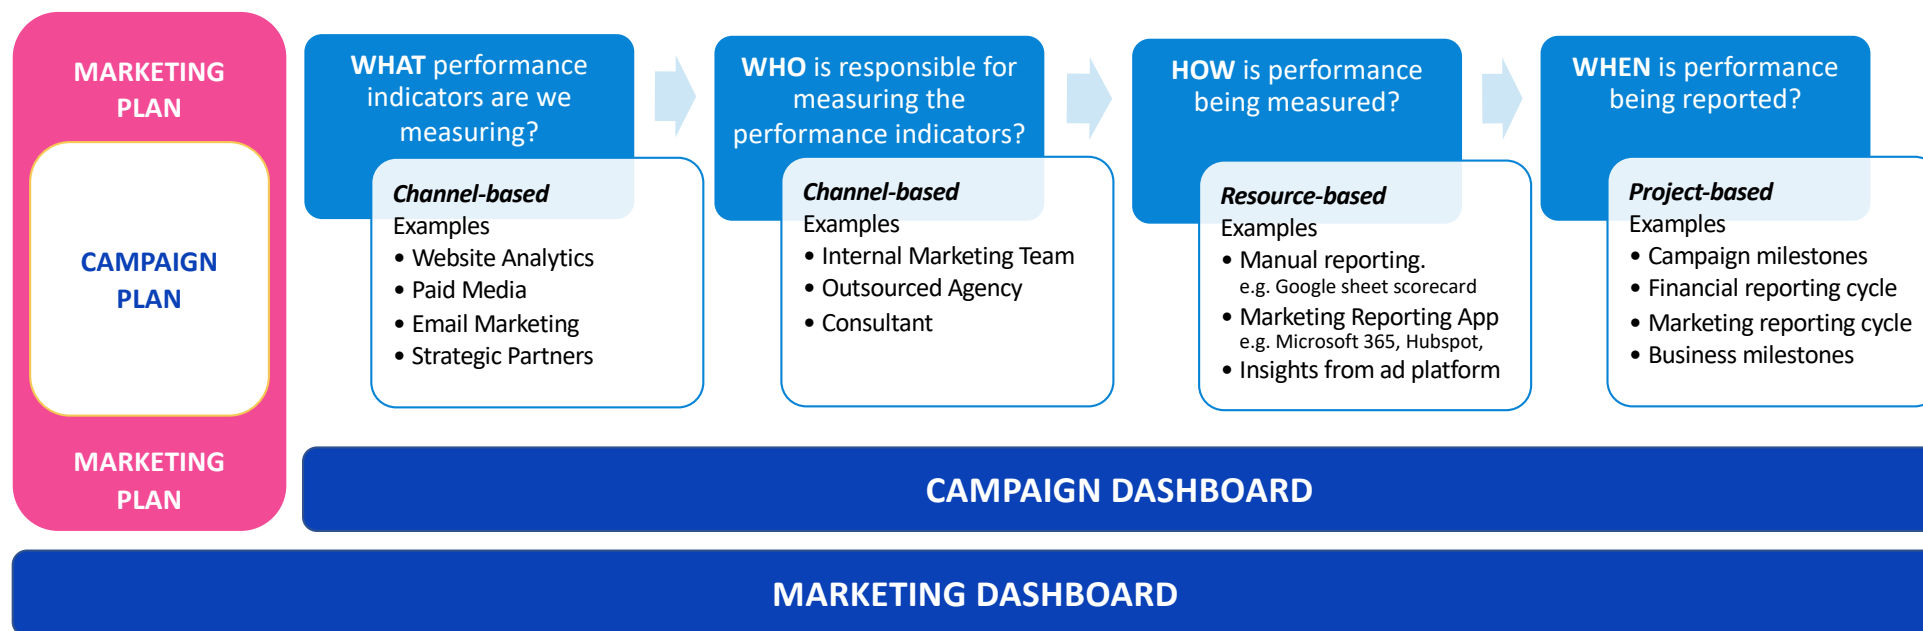 MARKETING
PLAN
CAMPAIGN
PLAN
MARKETING
PLAN
WHAT performance
indicators are we
measuring?
Channel-based
Examples
• Website Analytics
• Paid Media
• Email Marketing
• Strategic Partners
WHO is responsible for
measuring the
performance indicators?
Channel-based
Examples
• Internal Marketing Team
• Outsourced Agency
• Consultant
HOW is performance
being measured?
Resource-based
Examples
• Manual reporting.
e.g. Google sheet scorecard
• Marketing Reporting App
e.g. Microsoft 365, Hubspot,
• Insights from ad platform
WHEN is performance
being reported?
Project-based
Examples
• Campaign milestones
• Financial reporting cycle
• Marketing reporting cycle
• Business milestones
CAMPAIGN DASHBOARD
MARKETING DASHBOARD